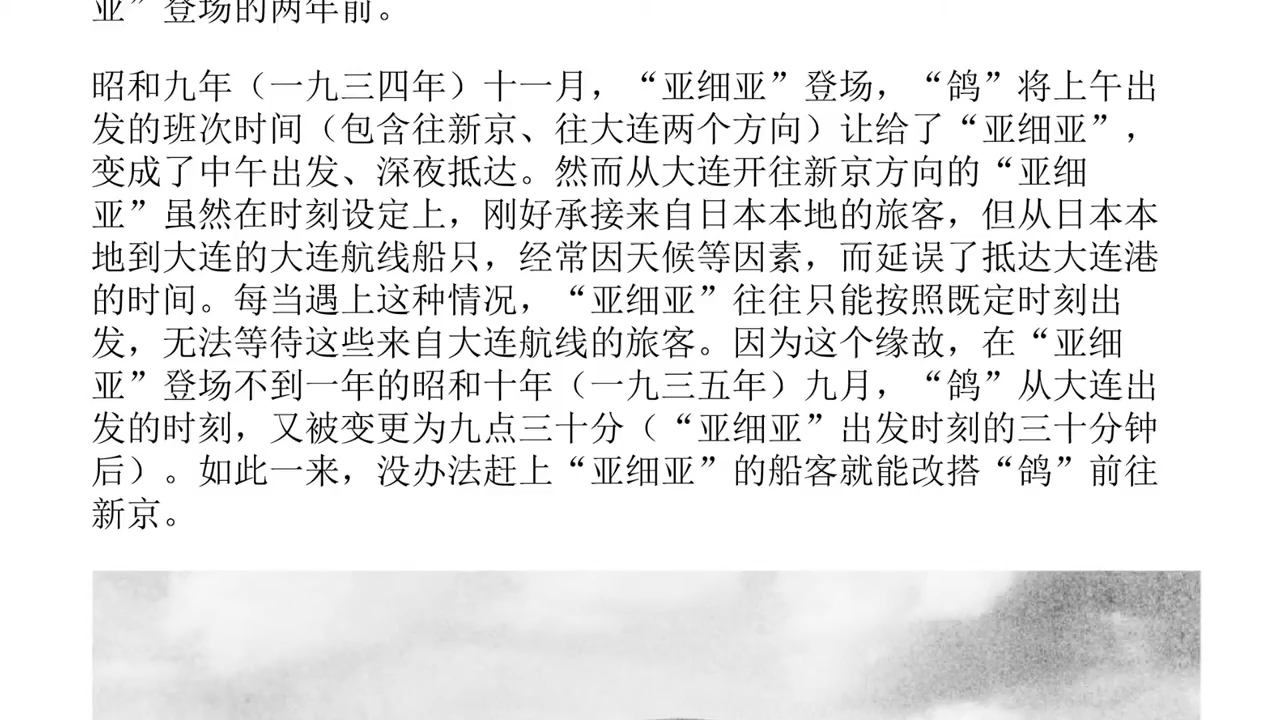 亚”登场的两年前。
昭和九年（一九三四年）十一月，“亚细亚”登场，“鸽”将上午出
发的班次时间（包含往新京、往大连两个方向）让给了“亚细亚”，
变成了中午出发、深夜抵达。然而从大连开往新京方向的“亚细
亚”虽然在时刻设定上，刚好承接来自日本本地的旅客，但从日本本
地到大连的大连航线船只，经常因天候等因素，而延误了抵达大连港
的时间。每当遇上这种情况，“亚细亚”往往只能按照既定时刻出
发，无法等待这些来自大连航线的旅客。因为这个缘故，在“亚细
亚”登场不到一年的昭和十年（一九三五年）九月，“鸽”从大连出
发的时刻，又被变更为九点三十分（“亚细亚”出发时刻的三十分钟
后）。如此一来，没办法赶上“亚细亚”的船客就能改搭“鸽”前往
新京。